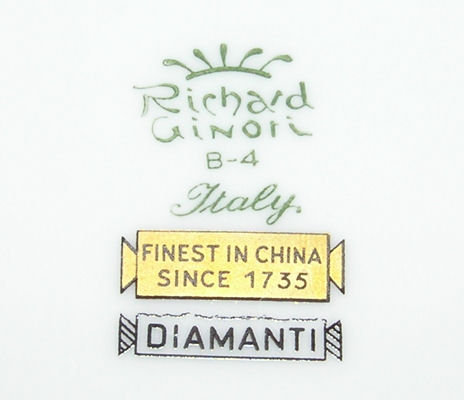 Richard
Ginori
B-4
Italy.
FINEST IN CHINA
SINCE 1735
DiAMANTI